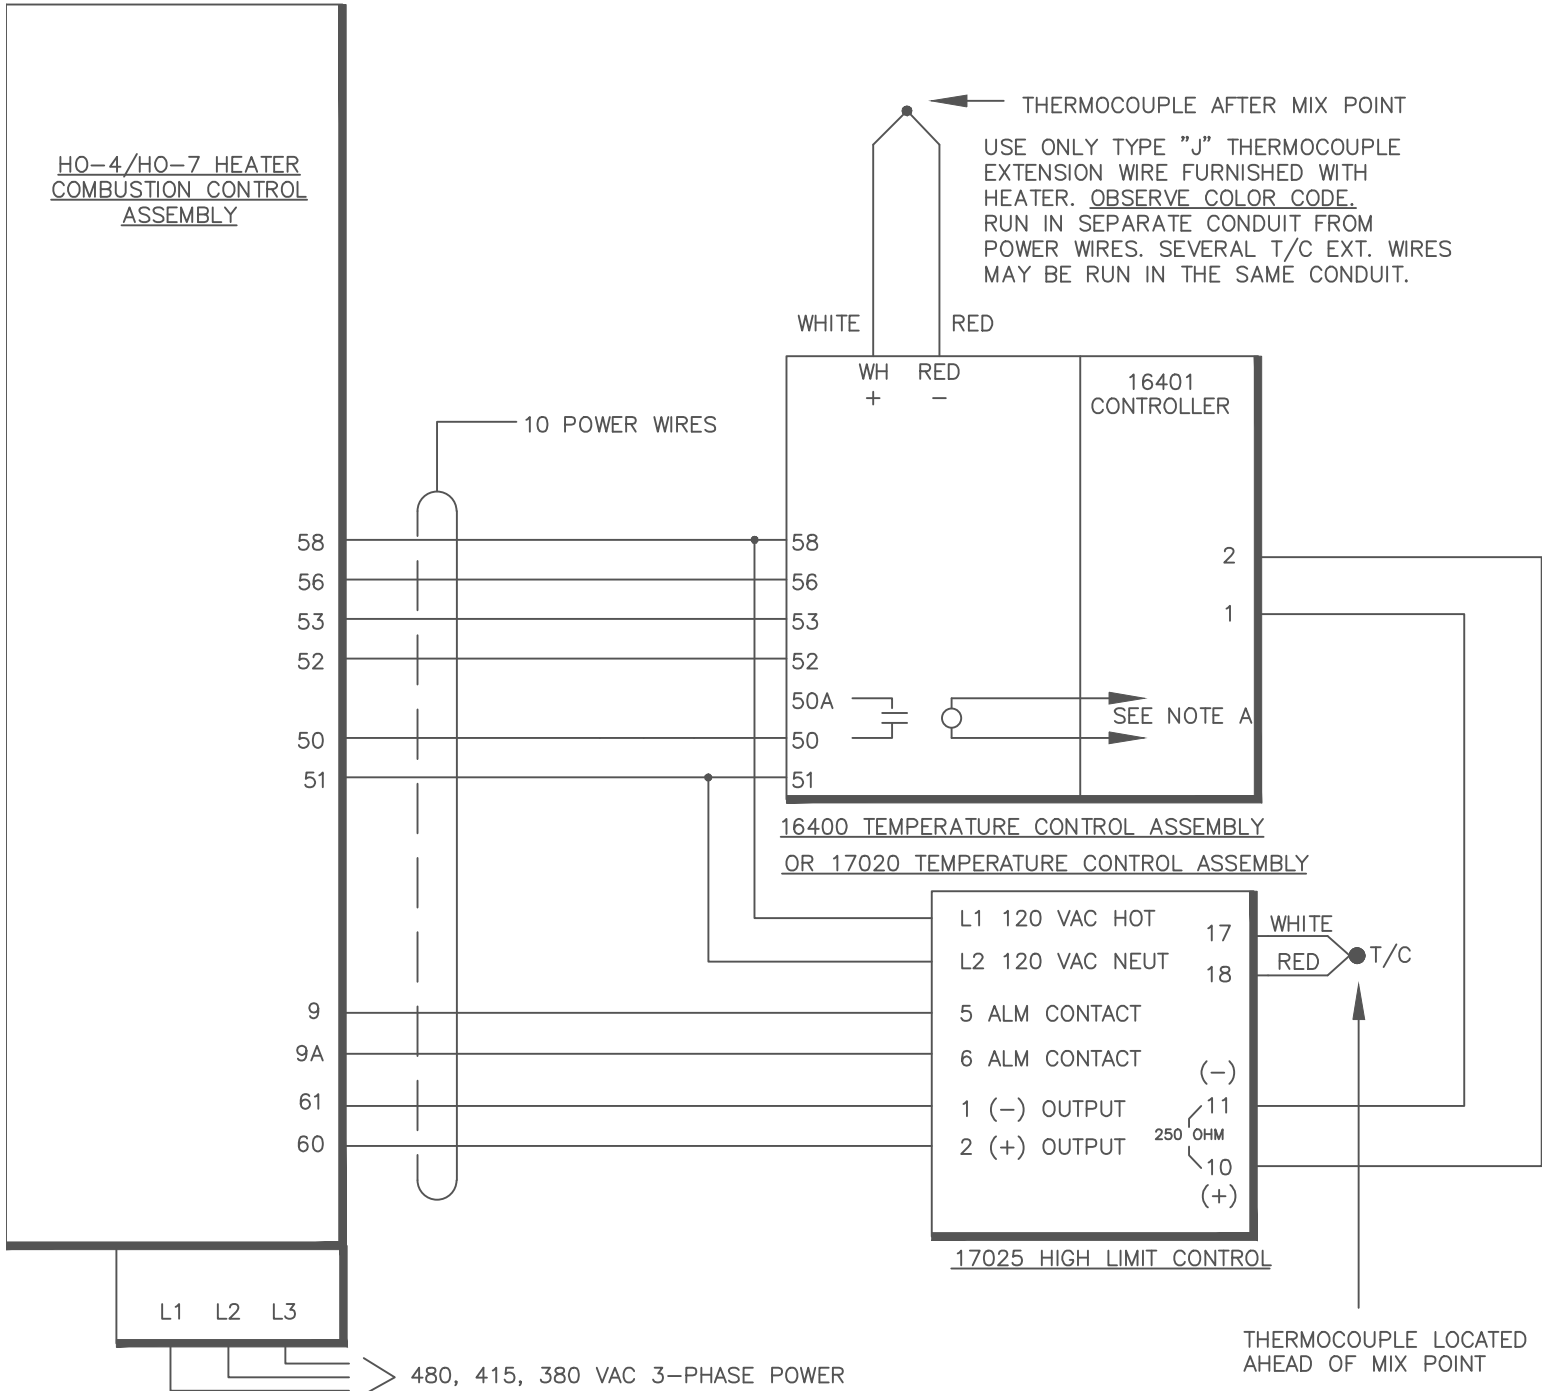 HO-4/HO-7 HEATER
COMBUSTION CONTROL
ASSEMBLY
THERMOCOUPLE AFTER MIX POINT
USE ONLY TYPE "J" THERMOCOUPLE
EXTENSION WIRE FURNISHED WITH
HEATER. OBSERVE COLOR CODE.
RUN IN SEPARATE CONDUIT FROM
POWER WIRES. SEVERAL T/C EXT. WIRES
MAY BE RUN IN THE SAME CONDUIT.
WHITE
RED
WH
RED
+
-
16401
CONTROLLER
10 POWER WIRES
58
56
53
52
50
51
58
56
53
52
50A
50
51
2
1
SEE NOTE A
16400 TEMPERATURE CONTROL ASSEMBLY
OR 17020 TEMPERATURE CONTROL ASSEMBLY
L1 120 VAC HOT
L2 120 VAC NEUT
5 ALM CONTACT
6 ALM CONTACT
1 (-) OUTPUT
2 (+) OUTPUT
17
18
WHITE
RED
T/C
(-)
11
250 OHM
10
(+)
9
9A
61
60
17025 HIGH LIMIT CONTROL
L1 L2 L3
480, 415, 380 VAC 3-PHASE POWER
THERMOCOUPLE LOCATED
AHEAD OF MIX POINT